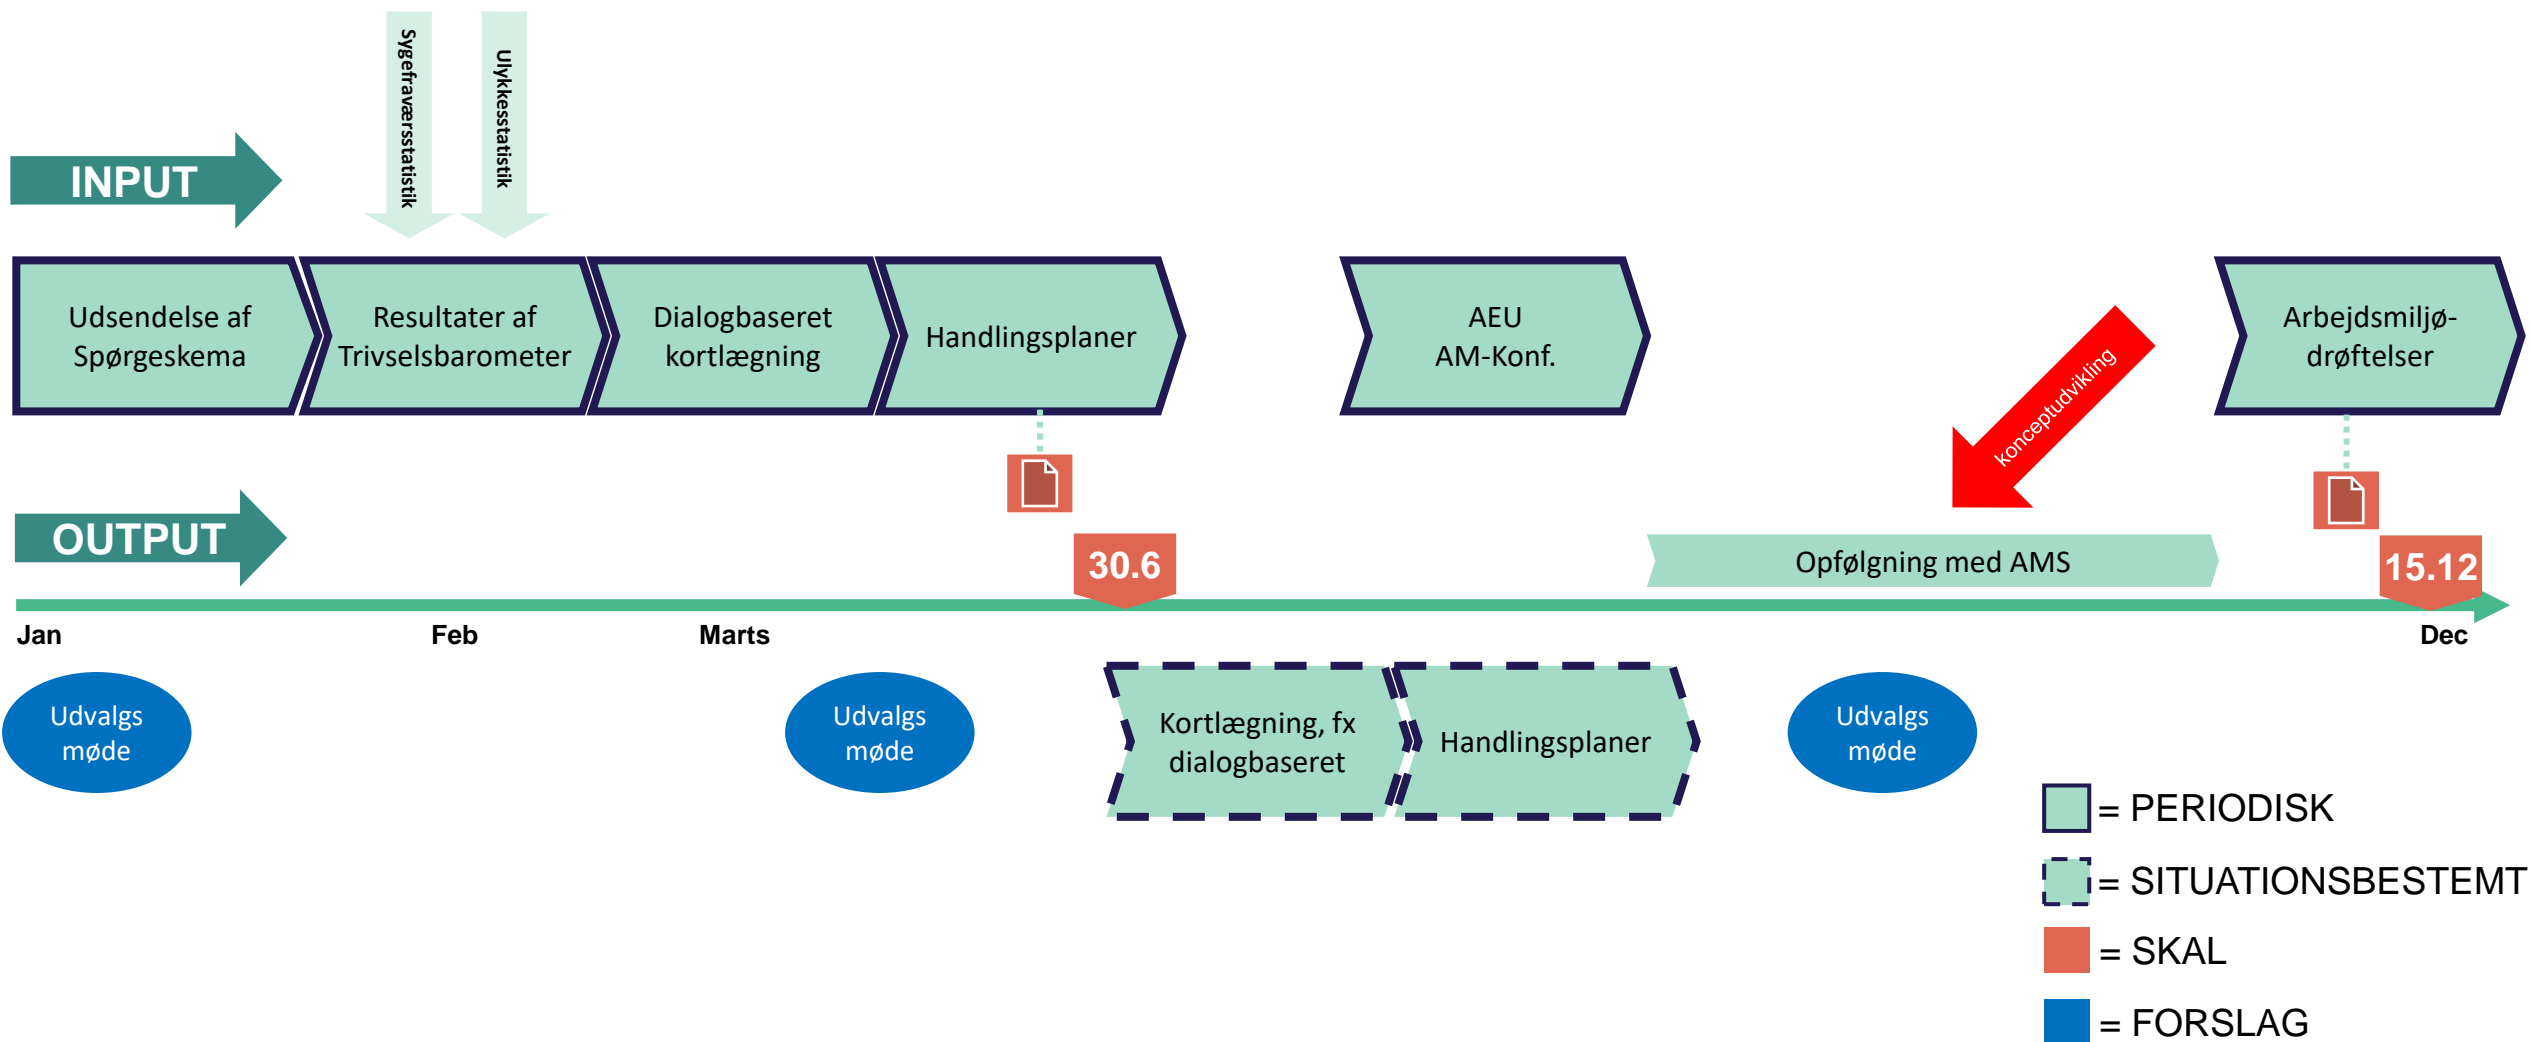 Sygefraværsstatistik
Ulykkesstatistik
INPUT
Udsendelse af
Spørgeskema
Resultater af
Trivselsbarometer
Dialogbaseret
kortlægning
Handlingsplaner
AEU
AM-Konf.
Arbejdsmiljø-
drøftelser
konceptudvikling
OUTPUT
30.6
Opfølgning med AMS
15.12
Jan
Feb
Marts
Dec
Udvalgs
møde
Udvalgs
møde
Kortlægning, fx
dialogbaseret
Handlingsplaner
Udvalgs
møde
= PERIODISK
= SITUATIONSBESTEMT
= SKAL
= FORSLAG